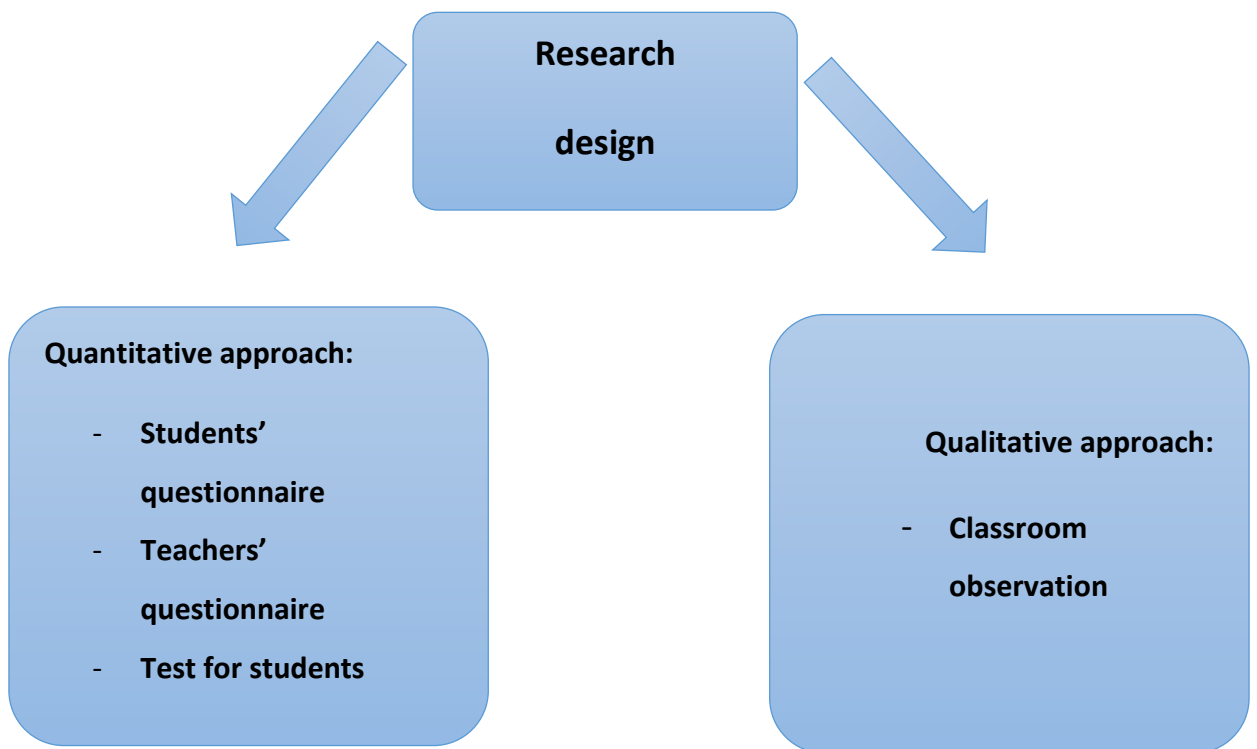 Research
design
Quantitative approach:
- Students’
questionnaire
- Teachers’
questionnaire
- Test for students
Qualitative approach:
- Classroom
observation